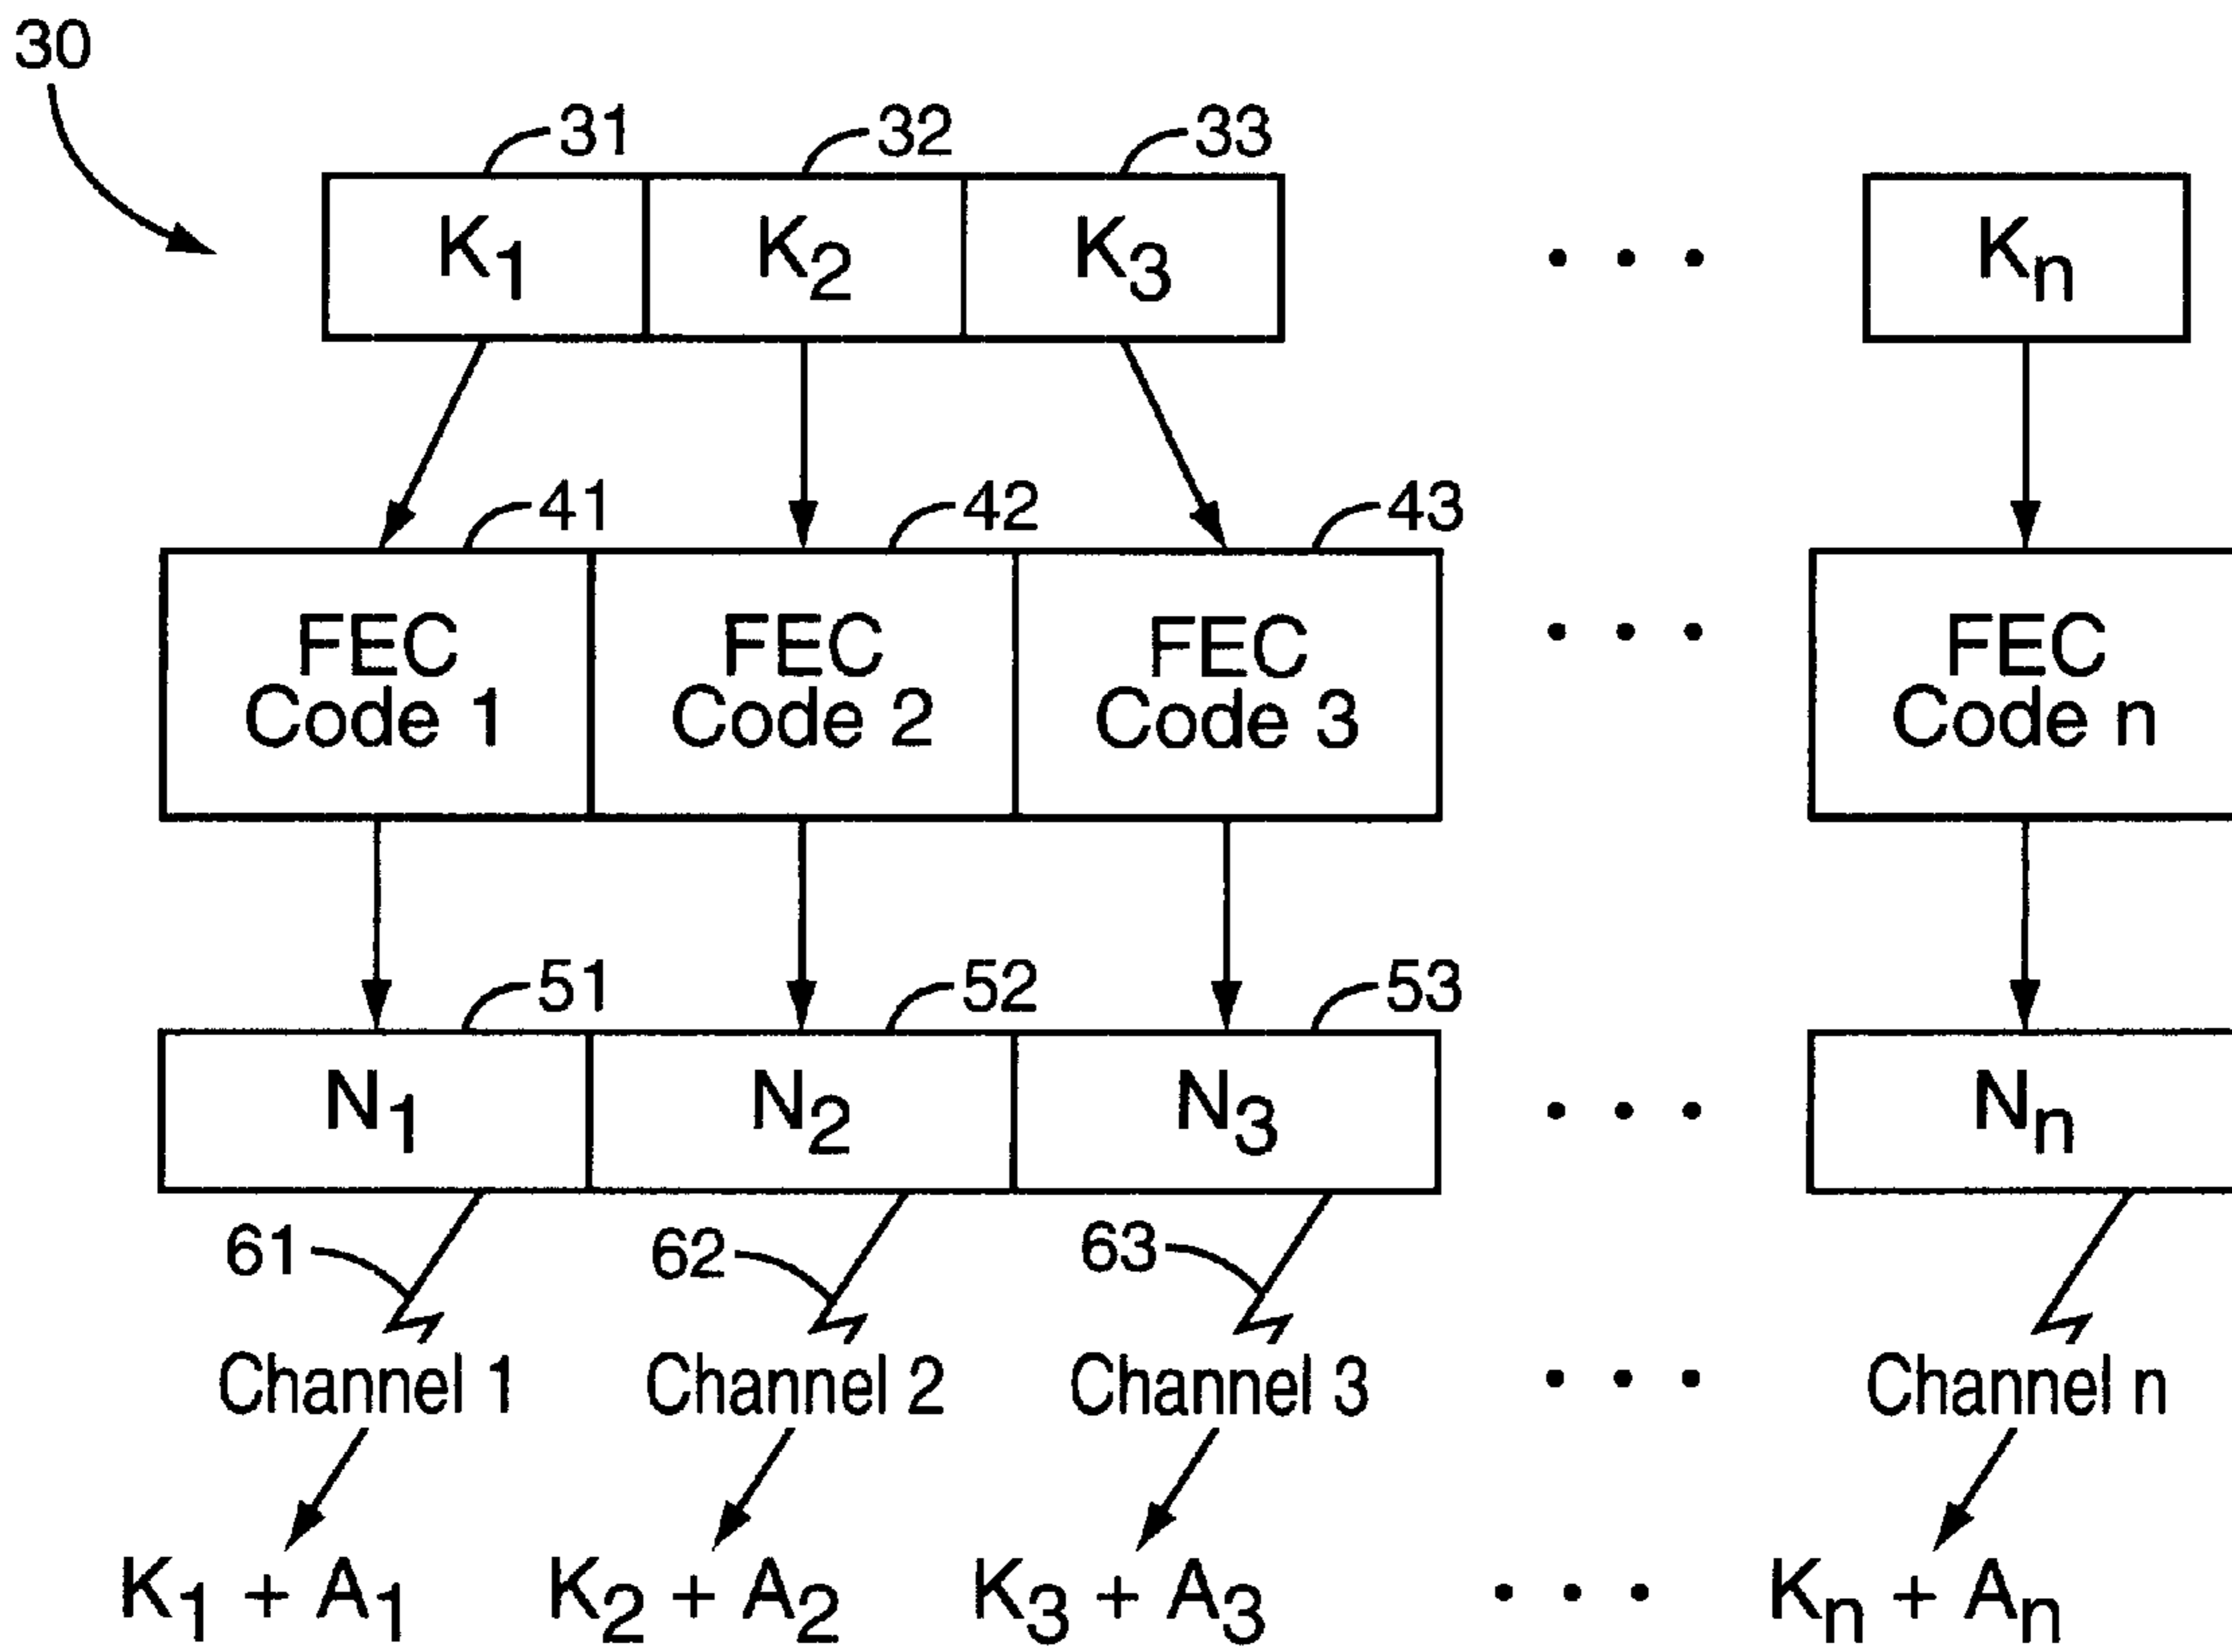 30
31 32 33
K1 K2 K3 • • • Kn
41 42 43
FEC Code 1 FEC Code 2 FEC Code 3 • • • FEC Code n
51 52 53
N1 N2 N3 • • • Nn
61 62 63
Channel 1 Channel 2 Channel 3 • • • Channel n
K1 + A1 K2 + A2 K3 + A3 • • • Kn + An